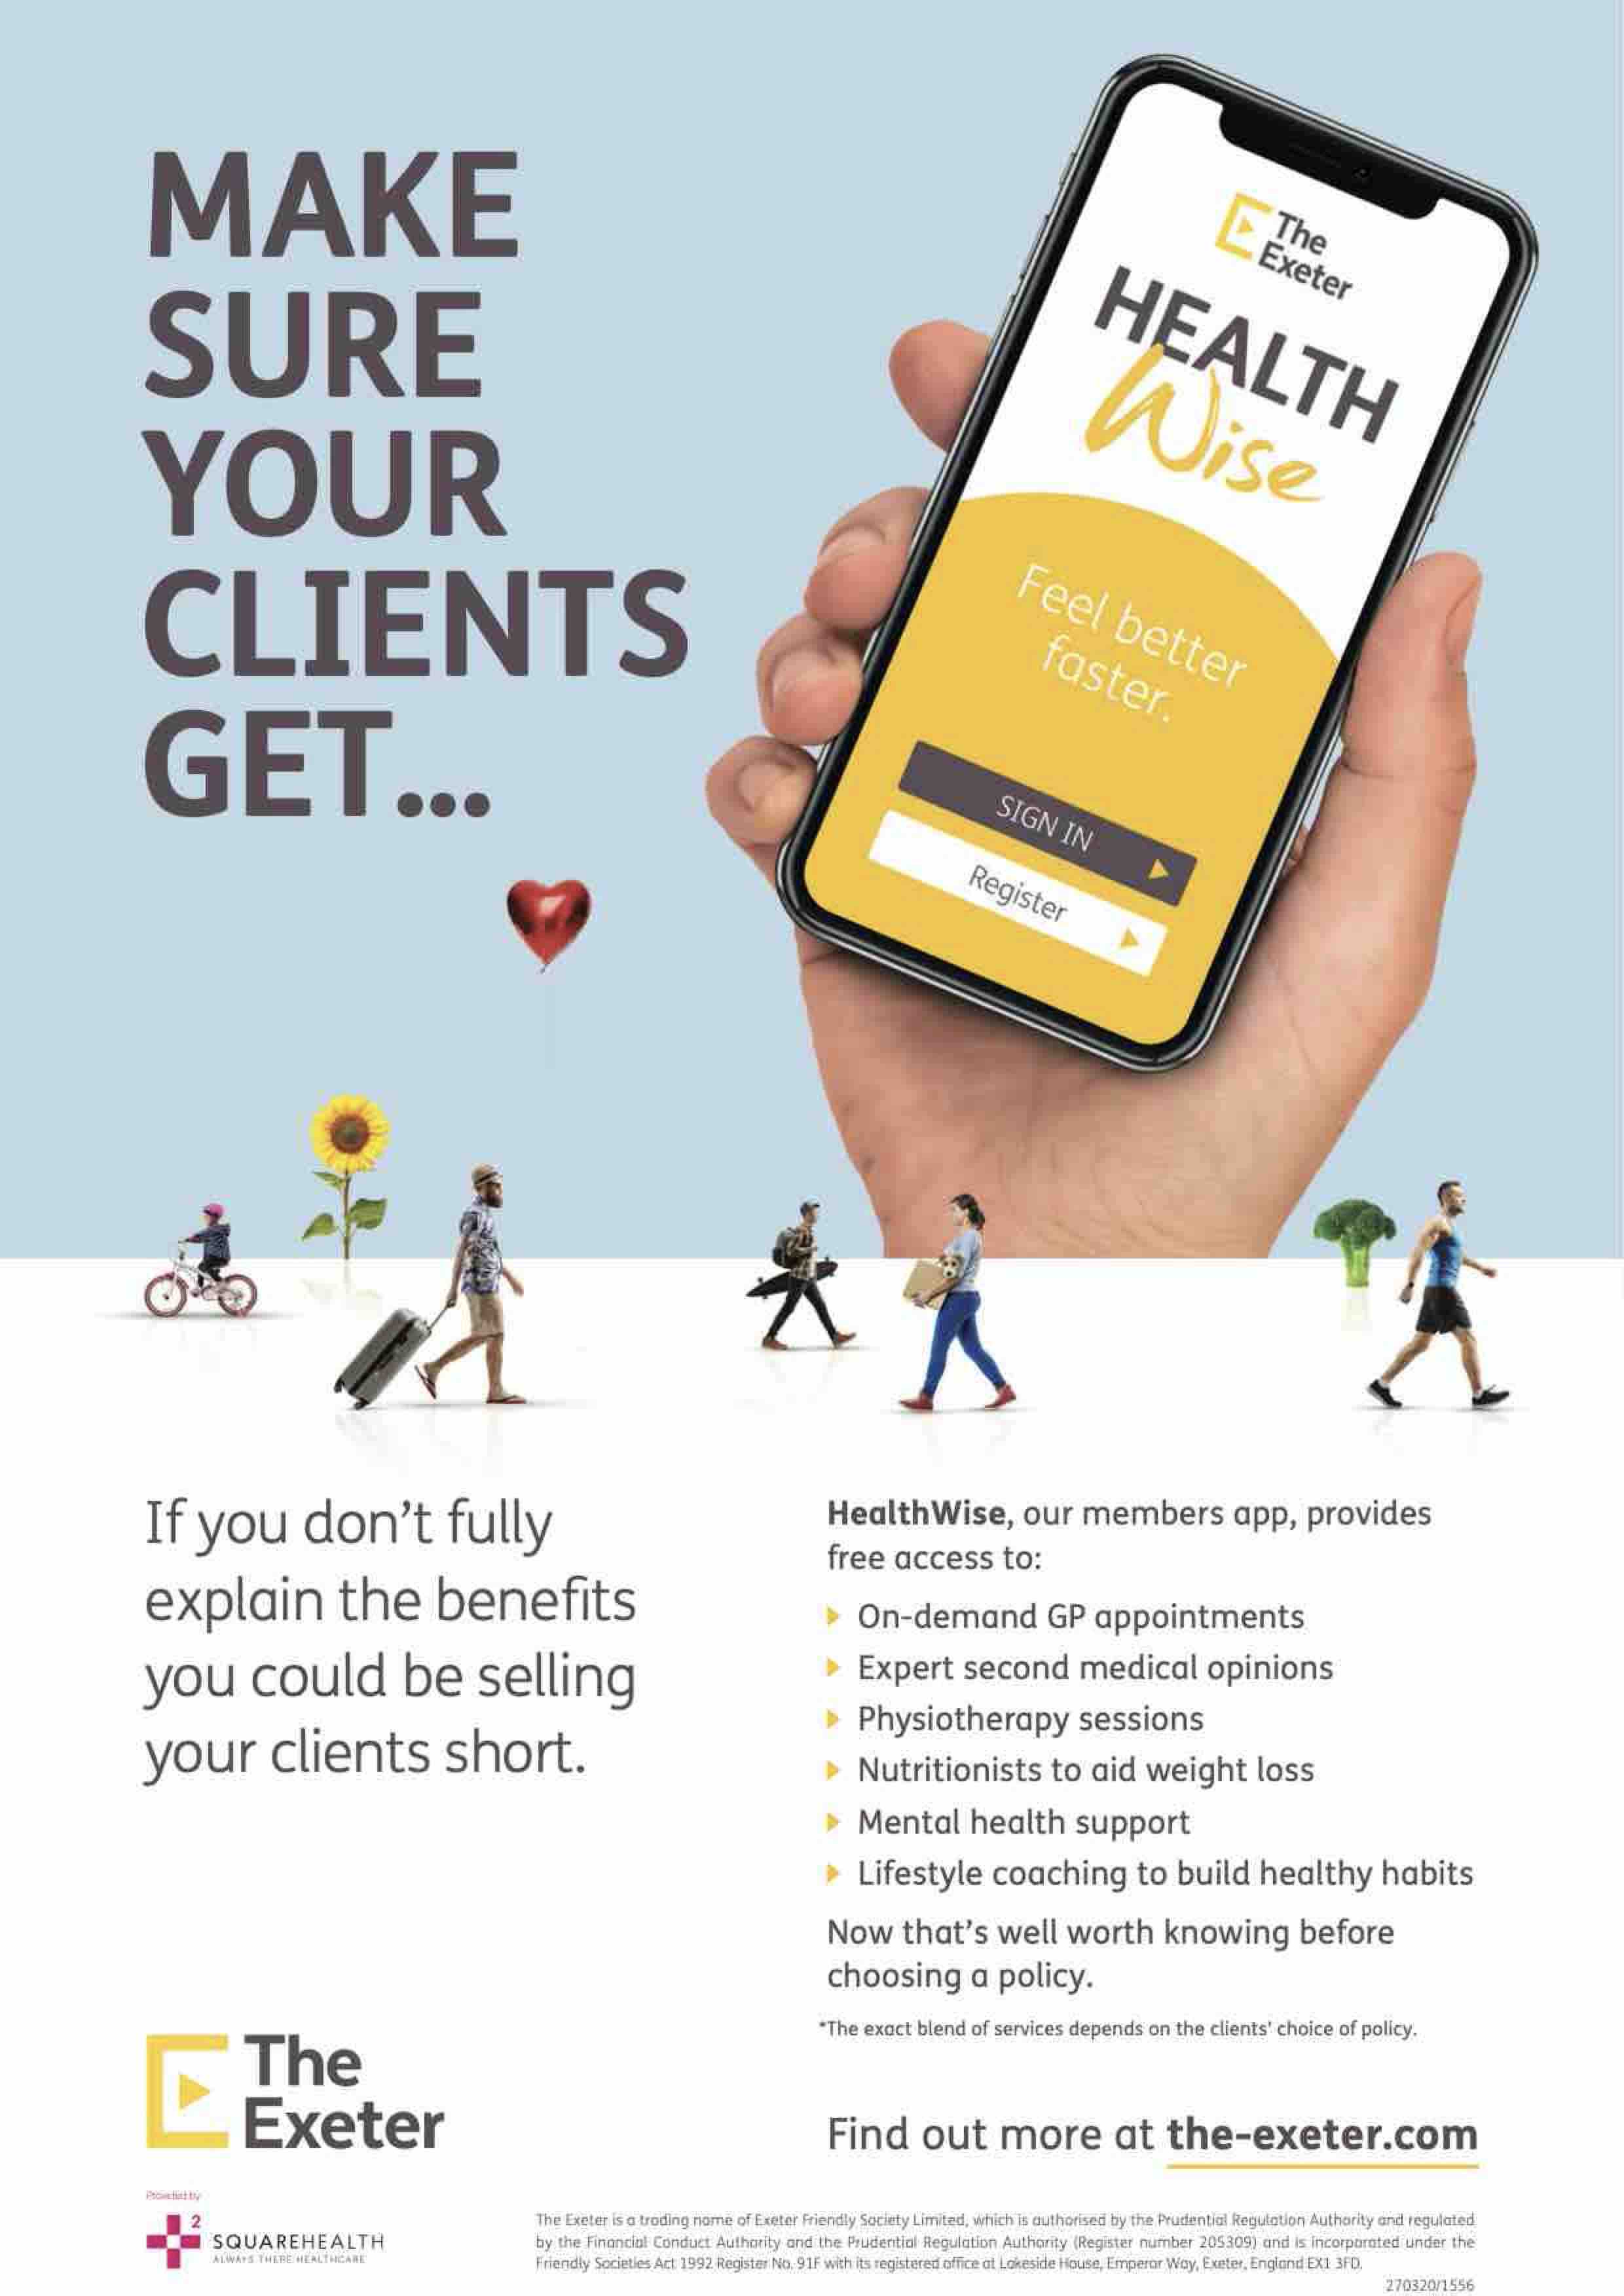 MAKE
SURE
YOUR
CLIENTS
GET...
The
Exeter
HEALTH
Wise
Feel better
faster.
SIGN IN
Register
If you don't fully
explain the benefits
you could be selling
your clients short.
HealthWise, our members app, provides
free access to:
On-demand GP appointments
Expert second medical opinions
Physiotherapy sessions
Nutritionists to aid weight loss
Mental health support
Lifestyle coaching to build healthy habits
Now that's well worth knowing before
choosing a policy.
*The exact blend of services depends on the clients' choice of policy.
The
Exeter
Find out more at the-exeter.com
Provided by
2
SQUAREHEALTH
ALWAYS THERE HEALTHCARE
The Exeter is a trading name of Exeter Friendly Society Limited, which is authorised by the Prudential Regulation Authority and regulated
by the Financial Conduct Authority and the Prudential Regulation Authority (Register number 205309) and is incorporated under the
Friendly Societies Act 1992 Register No. 91F with its registered office at Lakeside House, Emperor Way, Exeter, England EX1 3FD.
270320/1556